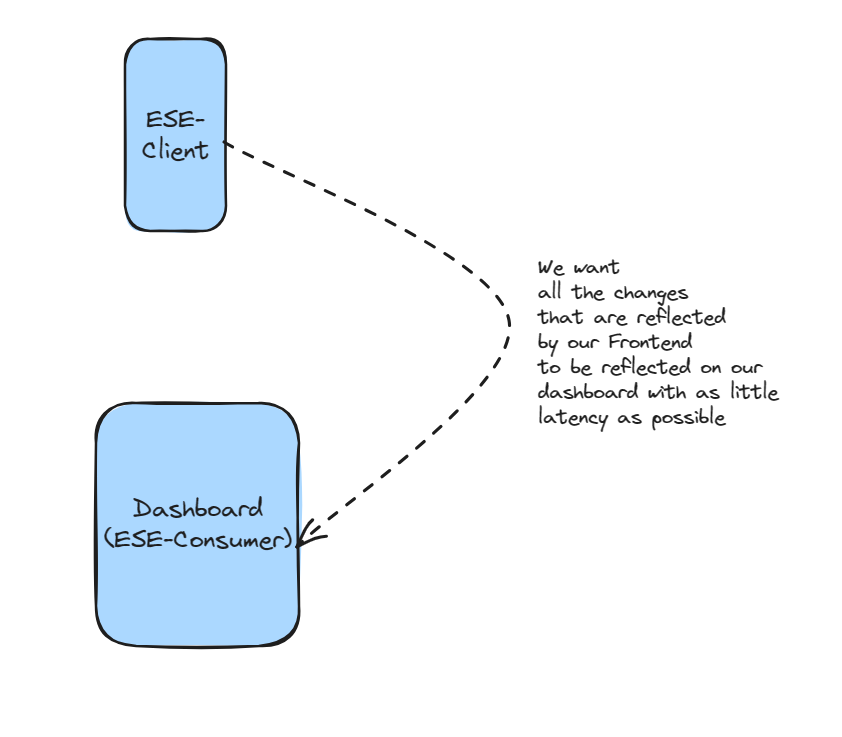 ESE-
Client
We want
all the changes
that are reflected
by our Frontend
to be reflected on our
dashboard with as little
latency as possible
Dashboard
(ESE-Consumer)